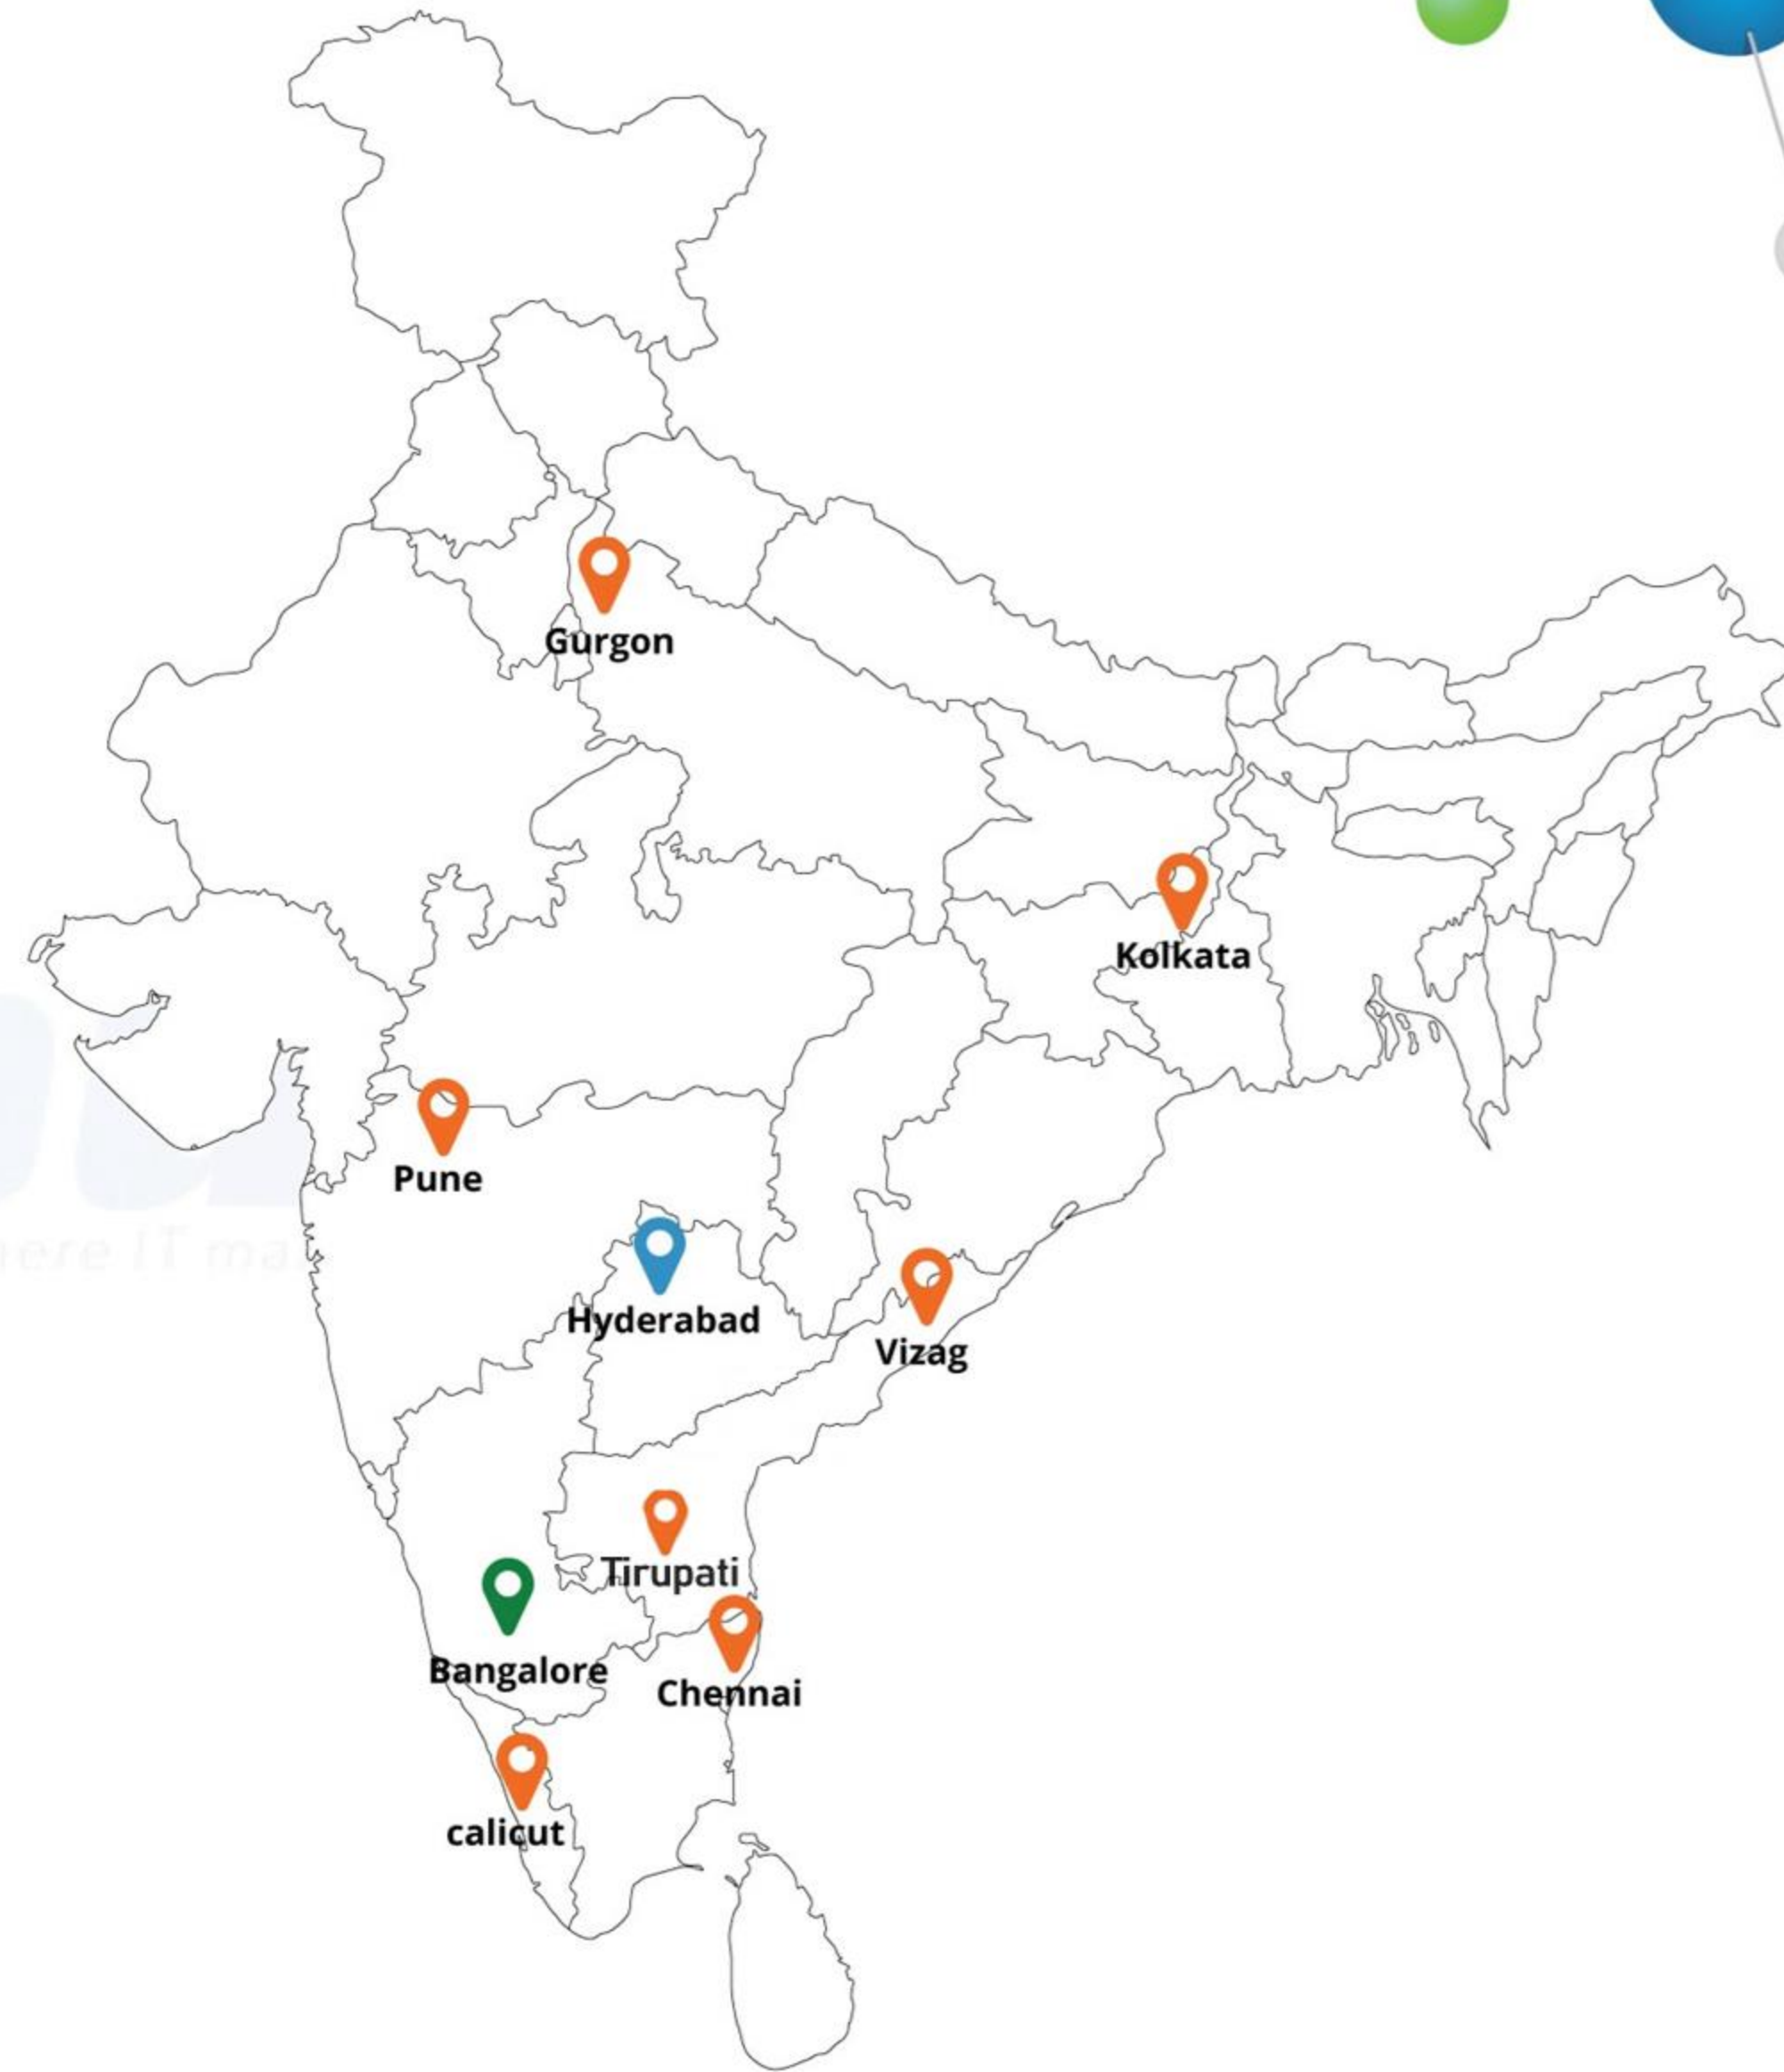 Gurgon
Kolkata
Pune
Hyderabad
Vizag
Tirupati
Bangalore
Chennai
calicut